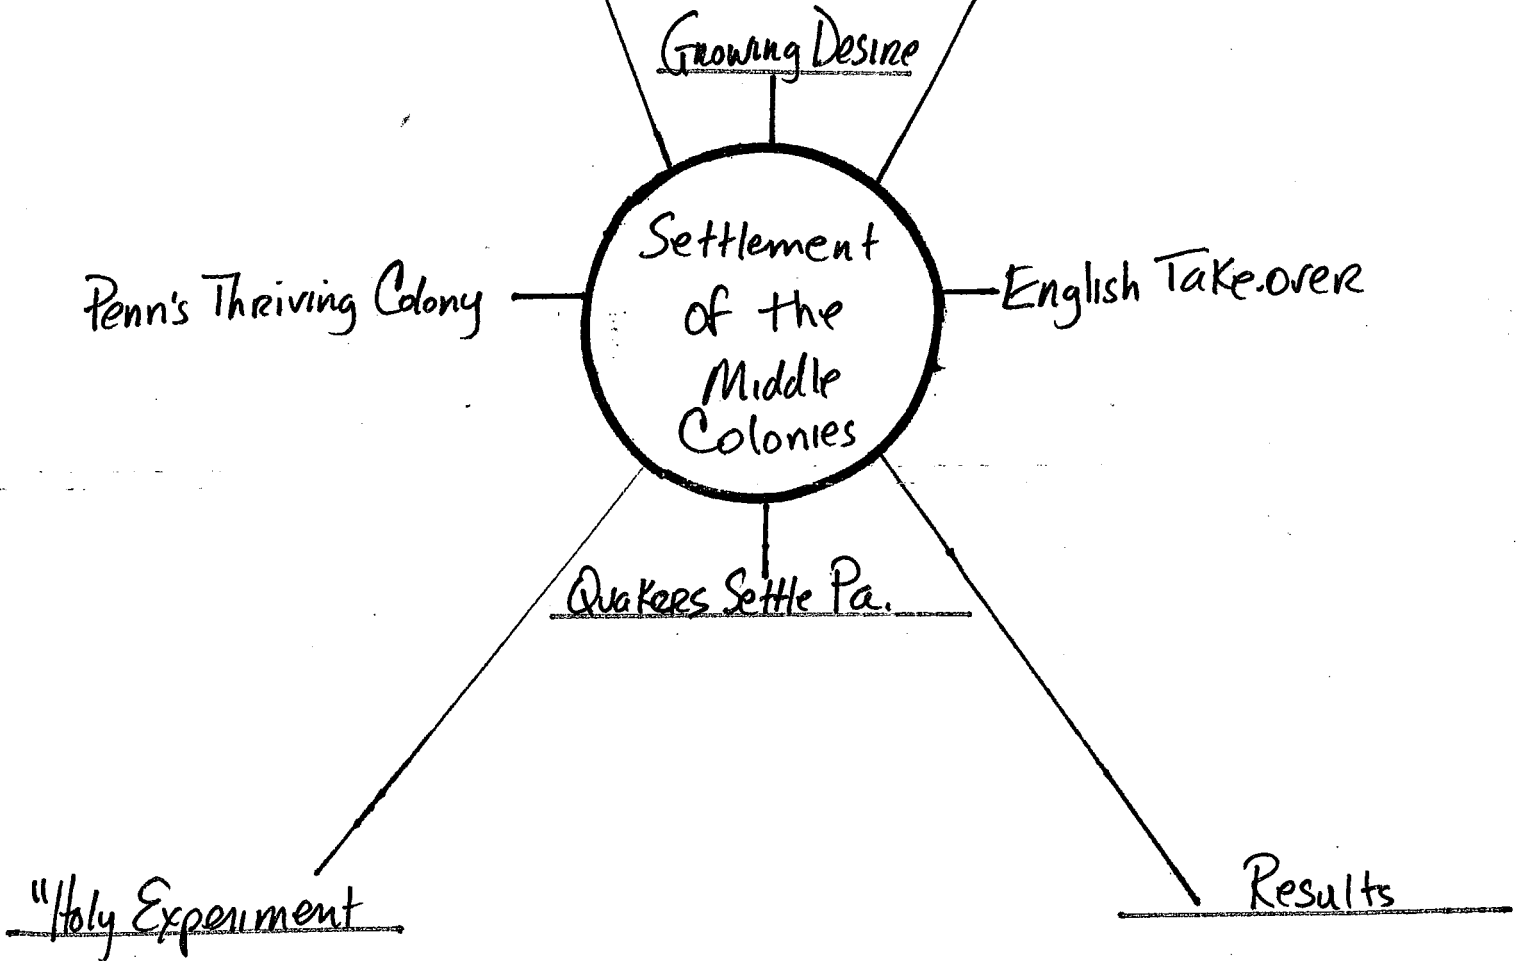 Growing Desire
Settlement
of the
Middle
Colonies
Penn's Thriving Colony
English Take-over
Quakers Settle Pa.
"Holy Experiment
Results